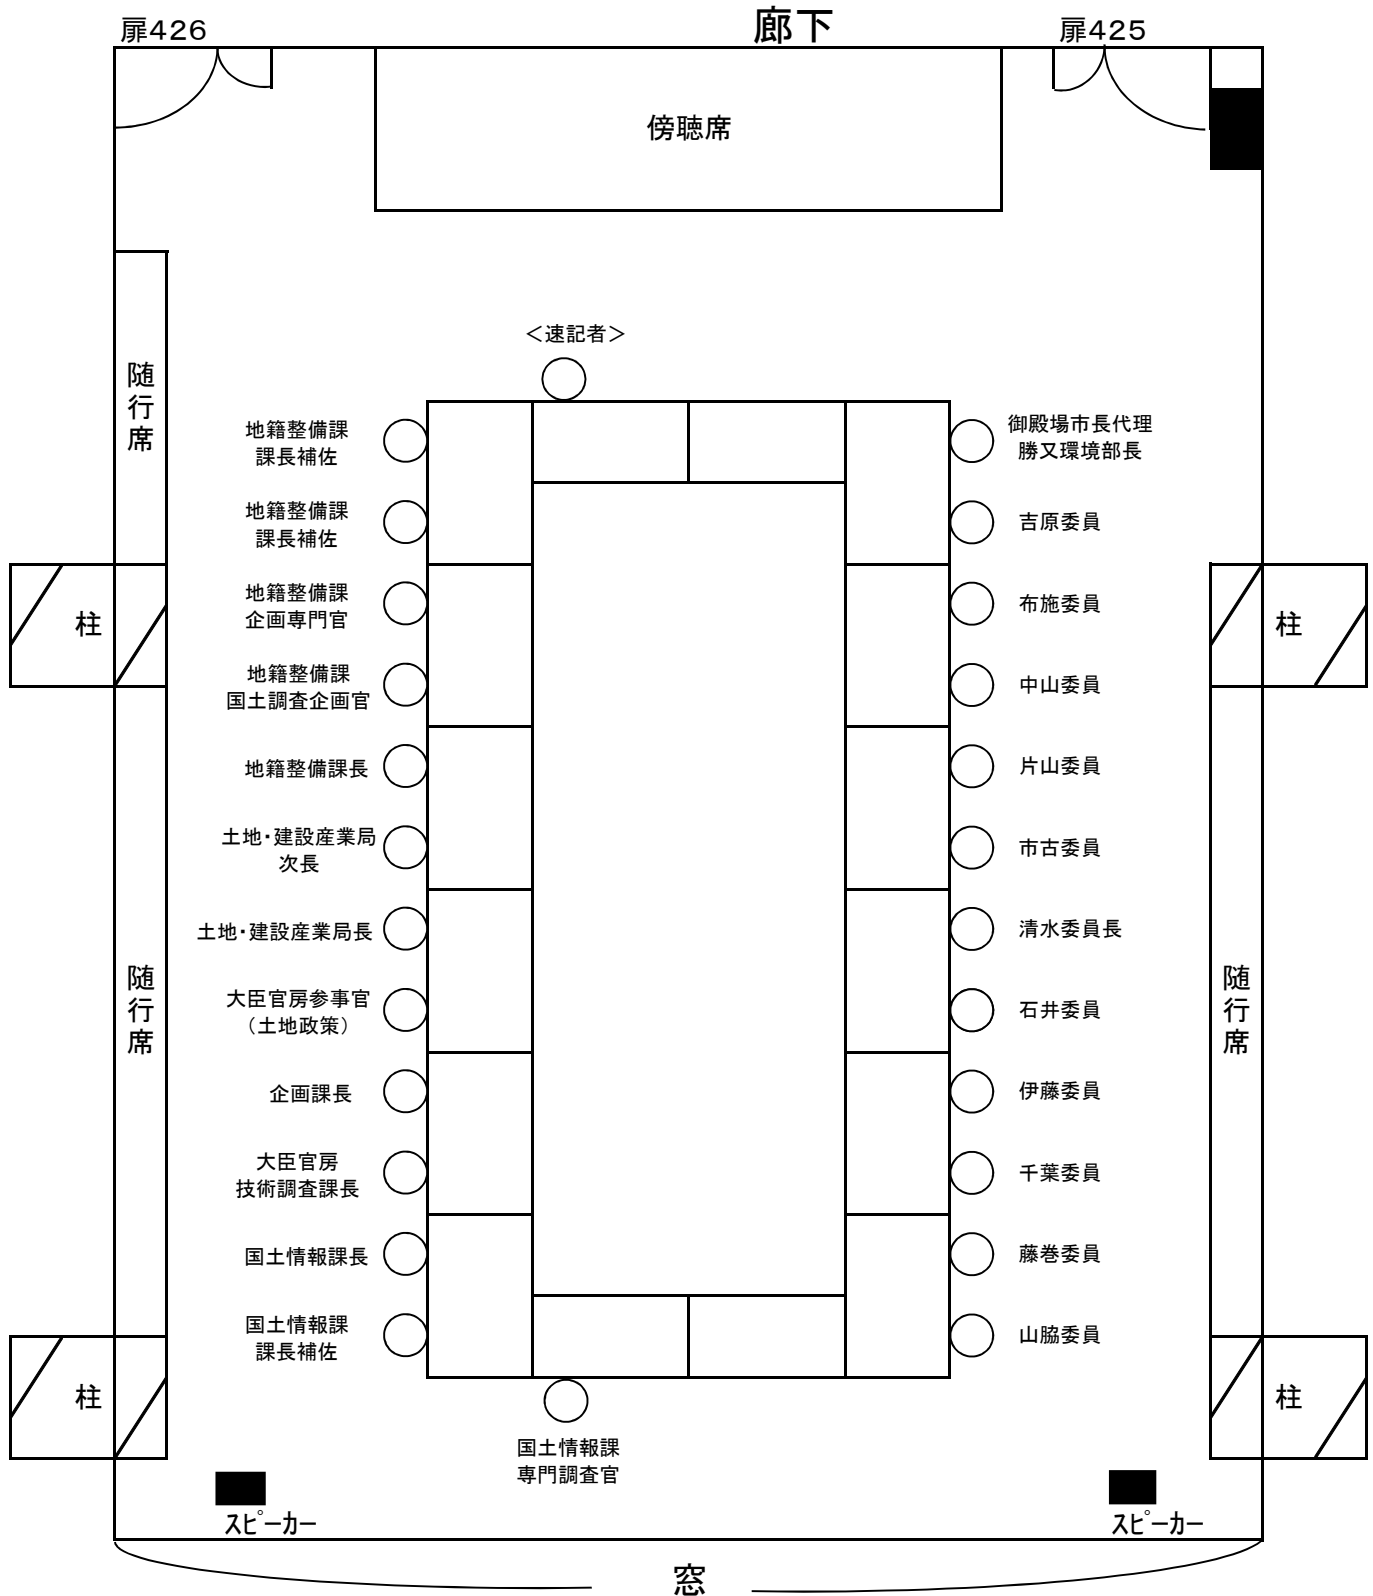 扉426
廊下
扉425
傍聴席
随行席
＜速記者＞
地籍整備課
課長補佐
地籍整備課
課長補佐
地籍整備課
企画専門官
地籍整備課
国土調査企画官
地籍整備課長
土地・建設産業局
次長
土地・建設産業局長
大臣官房参事官
（土地政策）
企画課長
大臣官房
技術調査課長
国土情報課長
国土情報課
課長補佐
御殿場市長代理
勝又環境部長
吉原委員
布施委員
中山委員
片山委員
市古委員
清水委員長
石井委員
伊藤委員
千葉委員
藤巻委員
山脇委員
柱
柱
随行席
随行席
柱
柱
国土情報課
専門調査官
スピーカー
スピーカー
窓